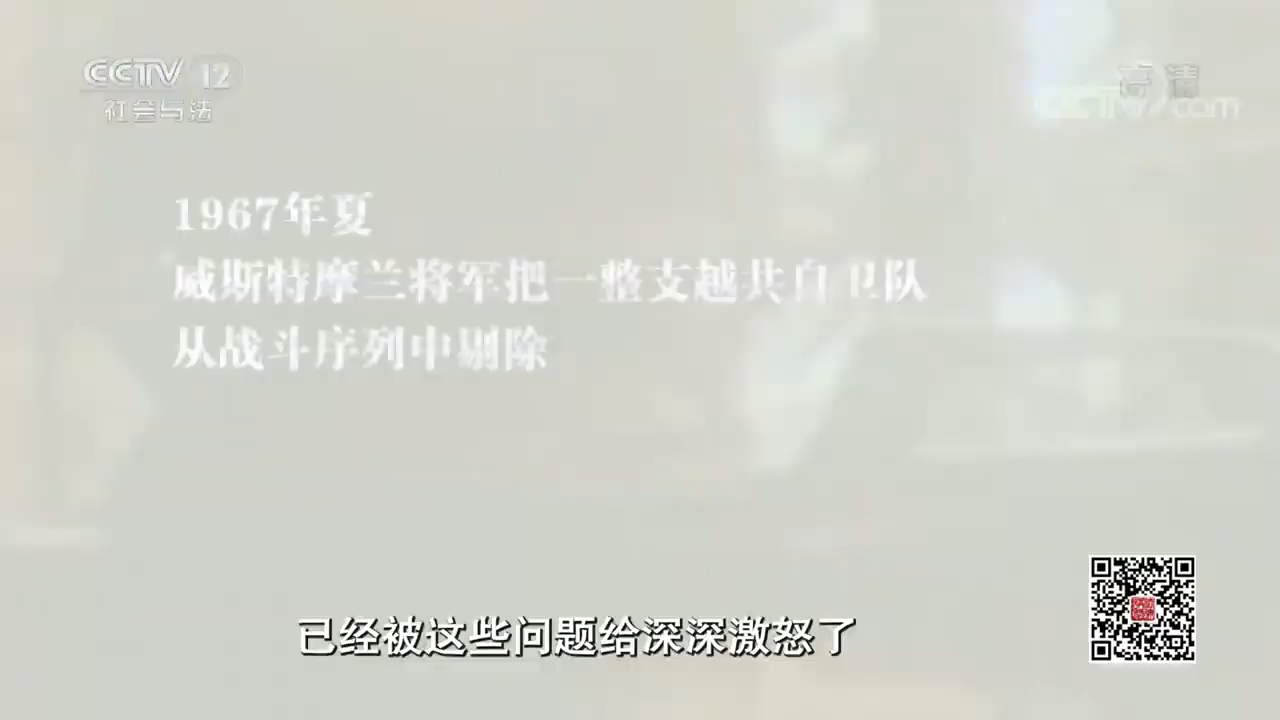 CCTV 12
社会与法
高清
CCTV.com
1967年夏
威斯特摩兰将军把一整支越共自卫队
从战斗序列中剔除
已经被这些问题给深深激怒了